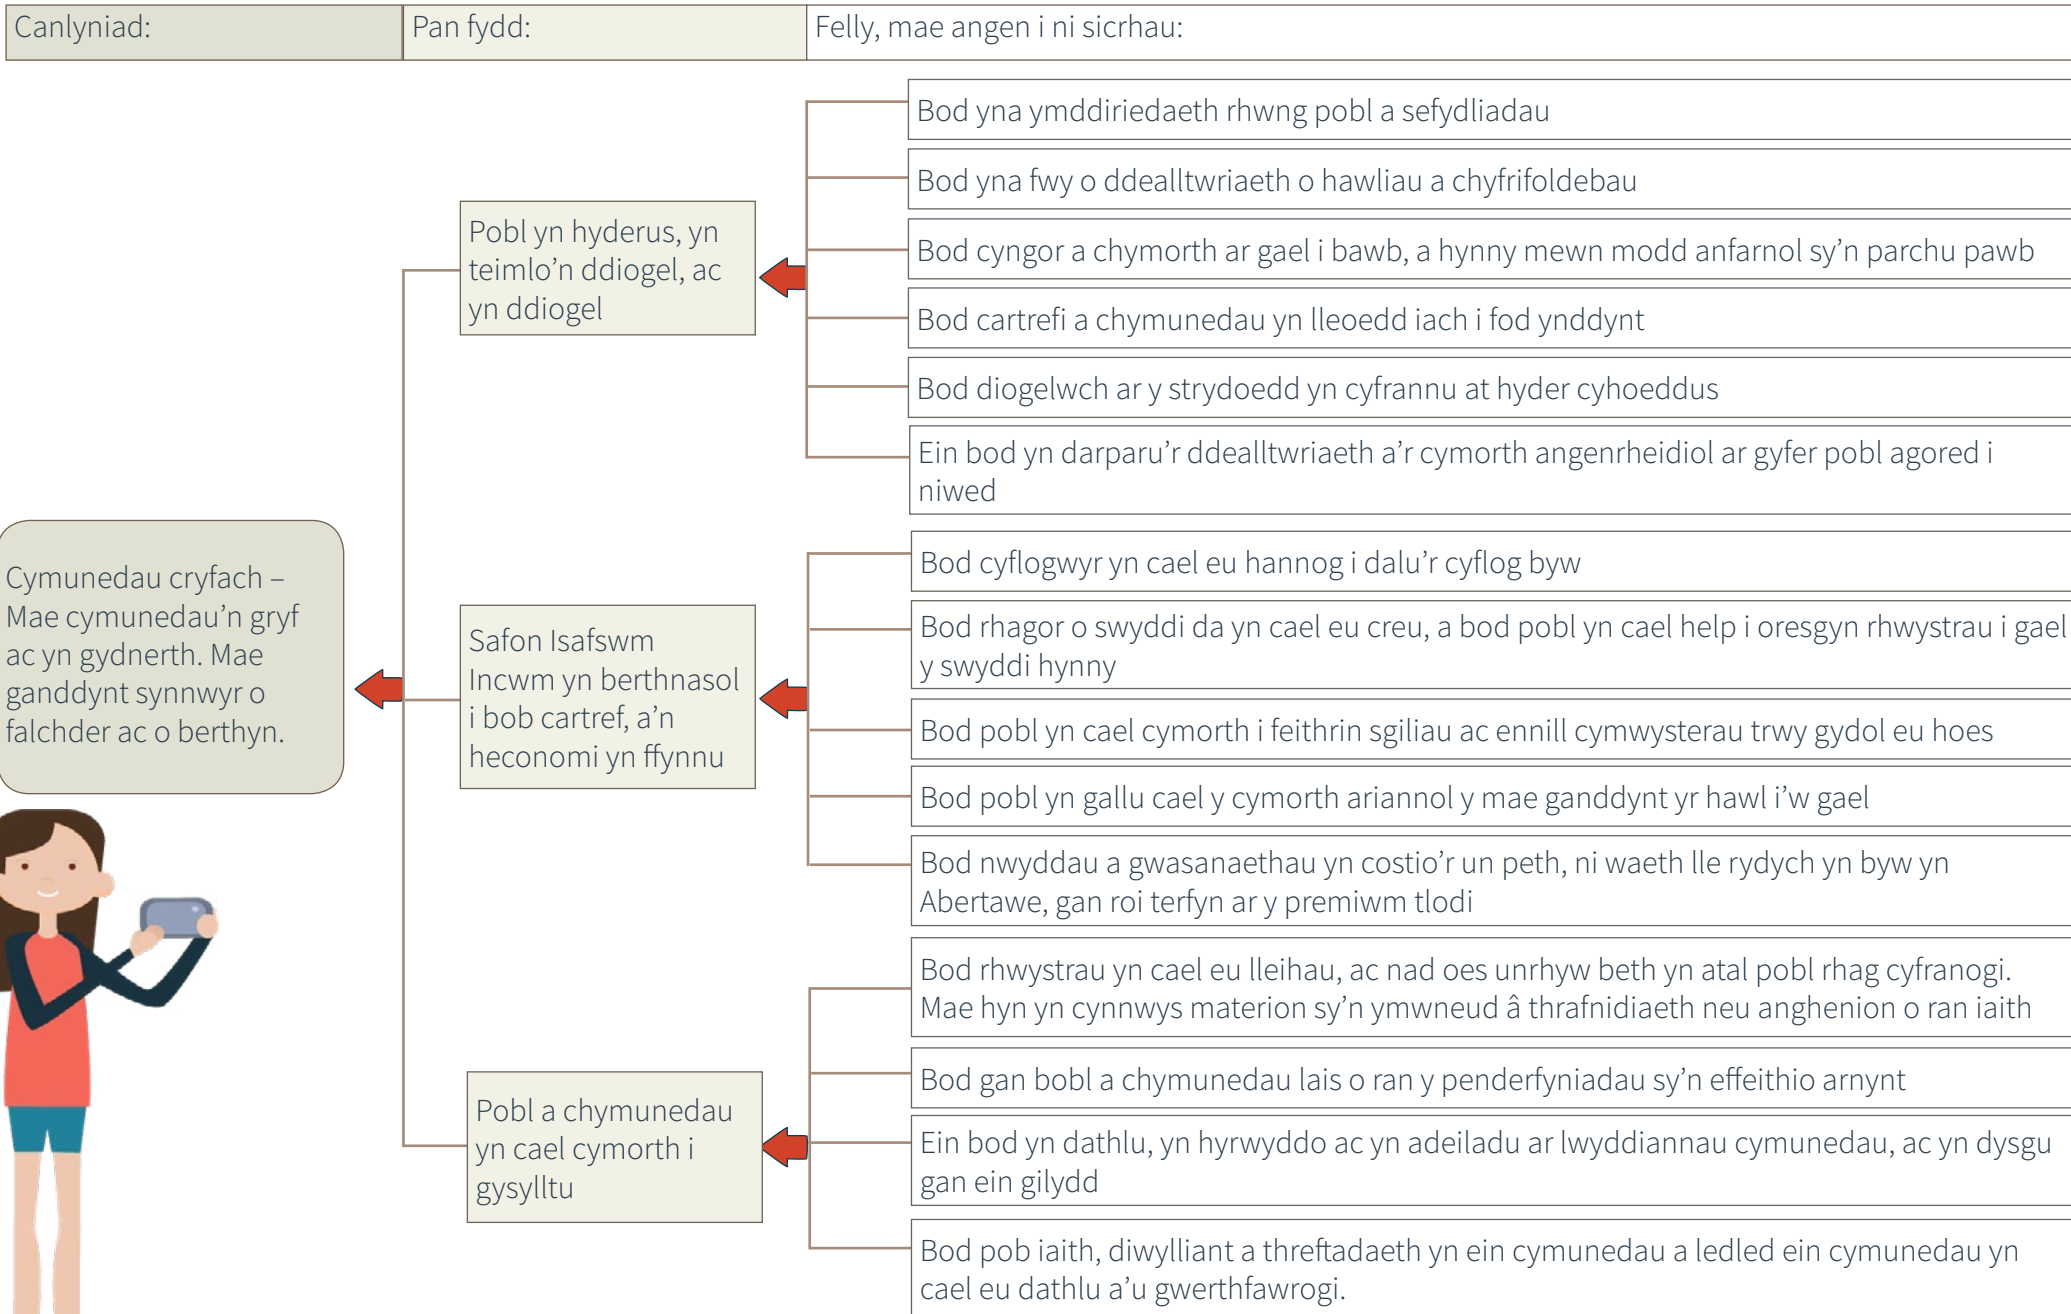 Canlyniad:
Pan fydd:
Felly, mae angen i ni sicrhau:
Cymunedau cryfach –
Mae cymunedau’n gryf
ac yn gydnerth. Mae
ganddynt synnwyr o
falchder ac o berthyn.
Pobl yn hyderus, yn
teimlo’n ddiogel, ac
yn ddiogel
Bod yna ymddiriedaeth rhwng pobl a sefydliadau
Bod yna fwy o ddealltwriaeth o hawliau a chyfrifoldebau
Bod cyngor a chymorth ar gael i bawb, a hynny mewn modd anfarnol sy’n parchu pawb
Bod cartrefi a chymunedau yn lleoedd iach i fod ynddynt
Bod diogelwch ar y strydoedd yn cyfrannu at hyder cyhoeddus
Ein bod yn darparu’r ddealltwriaeth a’r cymorth angenrheidiol ar gyfer pobl agored i
niwed
Safon Isafswm
Incwm yn berthnasol
i bob cartref, a’n
heconomi yn ffynnu
Bod cyflogwyr yn cael eu hannog i dalu’r cyflog byw
Bod rhagor o swyddi da yn cael eu creu, a bod pobl yn cael help i oresgyn rhwystrau i gael
y swyddi hynny
Bod pobl yn cael cymorth i feithrin sgiliau ac ennill cymwysterau trwy gydol eu hoes
Bod pobl yn gallu cael y cymorth ariannol y mae ganddynt yr hawl i’w gael
Bod nwyddau a gwasanaethau yn costio’r un peth, ni waeth lle rydych yn byw yn
Abertawe, gan roi terfyn ar y premiwm tlodi
Pobl a chymunedau
yn cael cymorth i
gysylltu
Bod rhwystrau yn cael eu lleihau, ac nad oes unrhyw beth yn atal pobl rhag cyfranogi.
Mae hyn yn cynnwys materion sy’n ymwneud â thrafnidiaeth neu anghenion o ran iaith
Bod gan bobl a chymunedau lais o ran y penderfyniadau sy’n effeithio arnynt
Ein bod yn dathlu, yn hyrwyddo ac yn adeiladu ar lwyddiannau cymunedau, ac yn dysgu
gan ein gilydd
Bod pob iaith, diwylliant a threftadaeth yn ein cymunedau a ledled ein cymunedau yn
cael eu dathlu a’u gwerthfawrogi.